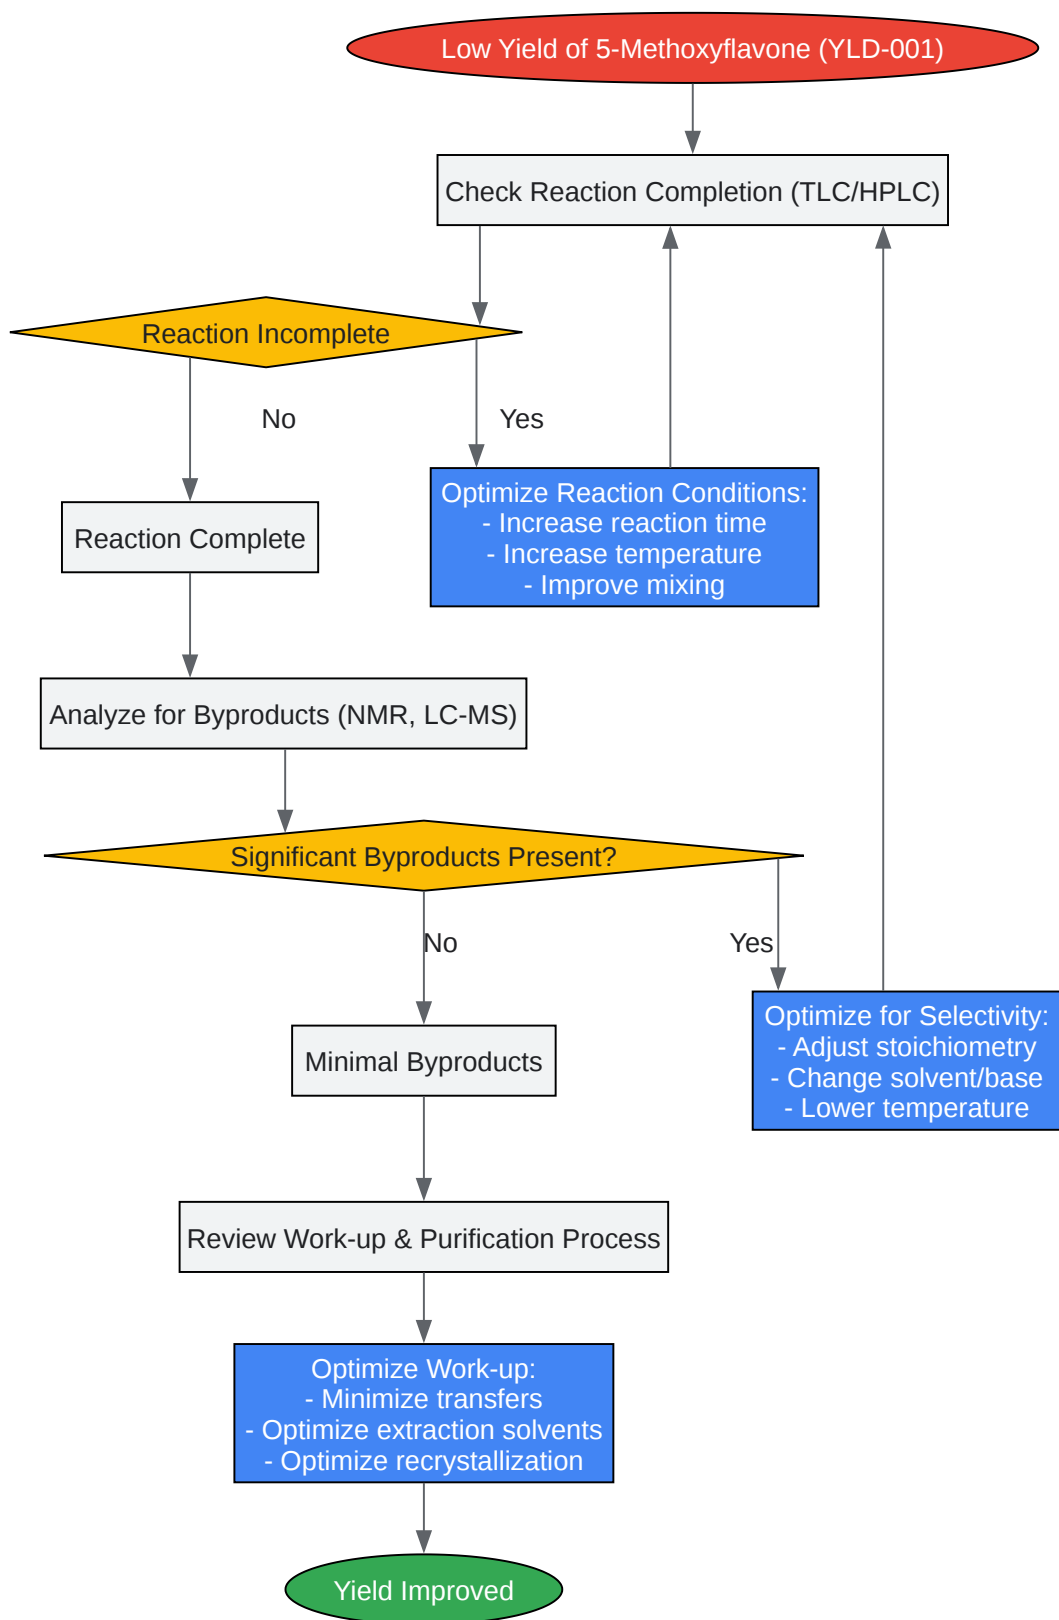 Low Yield of 5-Methoxyflavone (YLD-001)
Check Reaction Completion (TLC/HPLC)
Reaction Incomplete
No
Yes
Optimize Reaction Conditions:
- Increase reaction time
- Increase temperature
- Improve mixing
Reaction Complete
Analyze for Byproducts (NMR, LC-MS)
Significant Byproducts Present?
No
Yes
Optimize for Selectivity:
- Adjust stoichiometry
- Change solvent/base
- Lower temperature
Minimal Byproducts
Review Work-up & Purification Process
Optimize Work-up:
- Minimize transfers
- Optimize extraction solvents
- Optimize recrystallization
Yield Improved